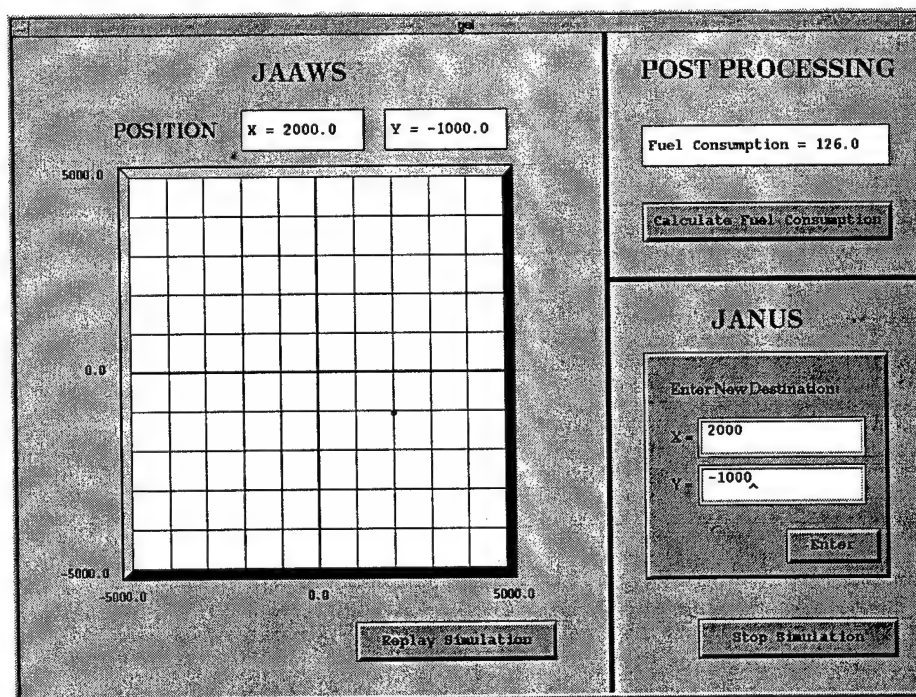 gui
JAAWS
POSITION
X = 2000.0
Y = -1000.0
5000.0
0.0
-5000.0
-5000.0
0.0
5000.0
Replay Simulation
POST PROCESSING
Fuel Consumption = 126.0
Calculate Fuel Consumption
JANUS
Enter New Destination:
X = 2000
Y = -1000
Enter
Stop Simulation